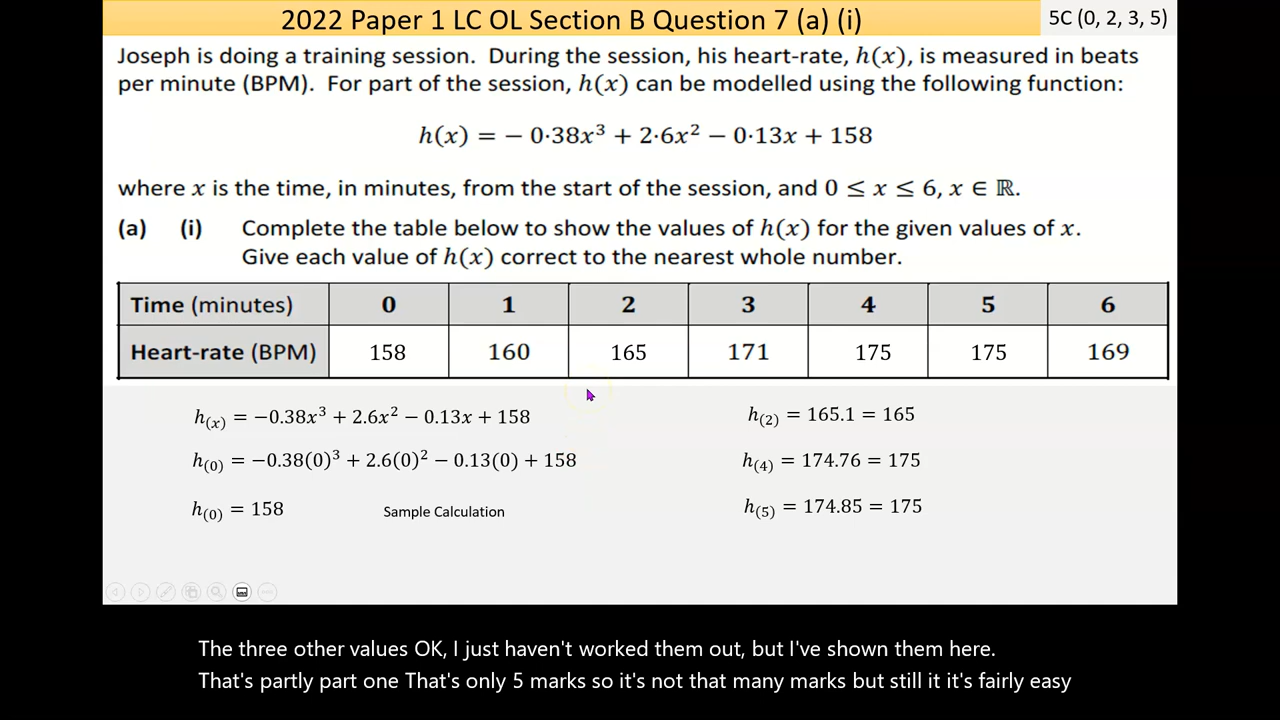 2022 Paper 1 LC OL Section B Question 7 (a) (i)
5C (0, 2, 3, 5)
Joseph is doing a training session. During the session, his heart-rate, h(x), is measured in beats
per minute (BPM). For part of the session, h(x) can be modelled using the following function:
h(x) = − 0·38x³ + 2·6x² − 0·13x + 158
where x is the time, in minutes, from the start of the session, and 0 ≤ x ≤ 6, x ∈ ℝ.
(a) (i) Complete the table below to show the values of h(x) for the given values of x.
Give each value of h(x) correct to the nearest whole number.
Time (minutes) 0 1 2 3 4 5 6
Heart-rate (BPM) 158 160 165 171 175 175 169
h₍ₓ₎ = −0.38x³ + 2.6x² − 0.13x + 158
h₍₀₎ = −0.38(0)³ + 2.6(0)² − 0.13(0) + 158
h₍₀₎ = 158
Sample Calculation
h₍₂₎ = 165.1 = 165
h₍₄₎ = 174.76 = 175
h₍₅₎ = 174.85 = 175
The three other values OK, I just haven't worked them out, but I've shown them here.
That's partly part one That's only 5 marks so it's not that many marks but still it it's fairly easy